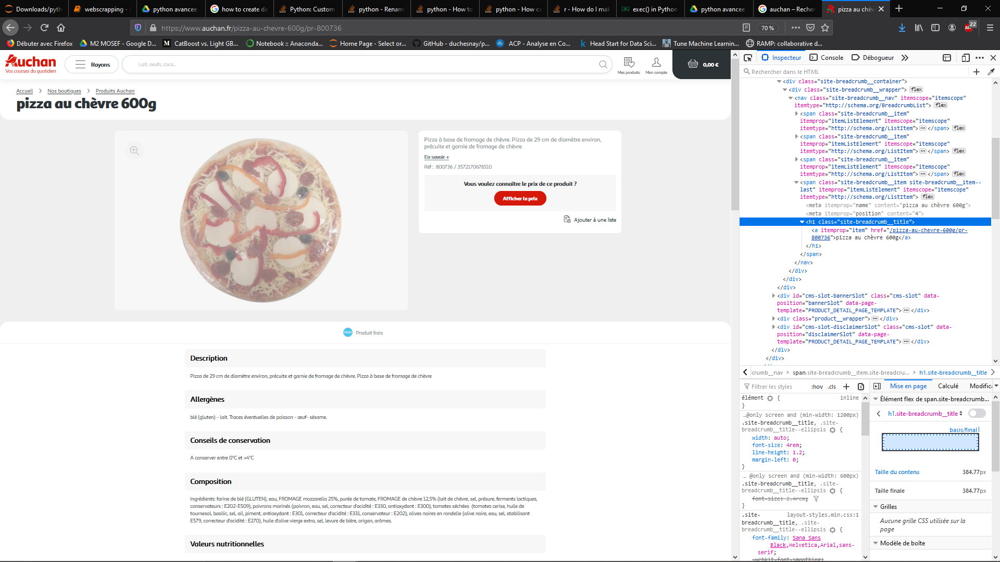 Downloads/pyth
webscrapping - J
python avancee
how to create da
Python: Custom
python - Renam
python - How to
python - How ca
r - How do I mak
exec() in Python
python avancee
auchan – Recher
pizza au chèv
https://www.auchan.fr/pizza-au-chevre-600g/pr-800736
70 %
22
Débuter avec Firefox
M2 MOSEF - Google D...
CatBoost vs. Light GB...
Notebook :: Anaconda...
Home Page - Select or...
GitHub - duchesnay/p...
ACP - Analyse en Co...
Head Start for Data Sci...
Tune Machine Learnin...
RAMP: collaborative d...
Auchan
Vos courses du quotidien
Rayons
Lait, oeufs, coca...
Mes produits
Mon compte
0,00 €
Accueil
Nos boutiques
Produits Auchan
pizza au chèvre 600g
Pizza à base de fromage de chèvre. Pizza de 29 cm de diamètre environ,
précuite et garnie de fromage de chèvre
En savoir +
Réf : 800736 / 3572170678510
Vous voulez connaître le prix de ce produit ?
Afficher le prix
Ajouter à une liste
FRAIS
Produit frais
Description
Pizza de 29 cm de diamètre environ, précuite et garnie de fromage de chèvre. Pizza à base de fromage de chèvre
Allergènes
blé (gluten) - lait. Traces éventuelles de poisson - œuf- sésame.
Conseils de conservation
A conserver entre 0°C et +4°C
Composition
Ingrédients: farine de blé (GLUTEN), eau, FROMAGE mozzarella 25%, purée de tomate, FROMAGE de chèvre 12,5% (lait de chèvre, sel, présure, ferments lactiques,
conservateurs : E202-E509), poivrons marinés (poivron, eau, sel, correcteur d'acidité : E330, antioxydant : E300), tomates séchées (tomates cerise, huile de
tournesol, basilic, sel, ail, piment, antioxydant : E301, correcteur d'acidité : E331, conservateur : E202), olives noires en rondelle (olive noire, eau, sel, stabilisant
E579, correcteur d'acidité : E270), huile d'olive vierge extra, sel, levure de bière, origan, arômes.
Valeurs nutritionnelles
Inspecteur
Console
Débogueur
Rechercher dans le HTML
<div class="site-breadcrumb__container">
<div class="site-breadcrumb__wrapper"> flex
<nav class="site-breadcrumb__nav" itemscope="itemscope"
itemtype="http://schema.org/BreadcrumbList"> flex
<span class="site-breadcrumb__item"
itemprop="itemListElement" itemscope="itemscope"
itemtype="http://schema.org/ListItem"> ··· </span> flex
<span class="site-breadcrumb__item"
itemprop="itemListElement" itemscope="itemscope"
itemtype="http://schema.org/ListItem"> ··· </span> flex
<span class="site-breadcrumb__item"
itemprop="itemListElement" itemscope="itemscope"
itemtype="http://schema.org/ListItem"> ··· </span> flex
<span class="site-breadcrumb__item site-breadcrumb__item--
last" itemprop="itemListElement" itemscope="itemscope"
itemtype="http://schema.org/ListItem"> flex
<meta itemprop="name" content="pizza au chèvre 600g">
<meta itemprop="position" content="4">
<h1 class="site-breadcrumb__title">
<a itemprop="item" href="/pizza-au-chevre-600g/pr-
800736">pizza au chèvre 600g</a>
</h1>
</span>
</nav>
</div>
</div>
</div>
<div id="cms-slot-bannerSlot" class="cms-slot" data-
position="bannerSlot" data-page-
template="PRODUCT_DETAIL_PAGE_TEMPLATE"> ··· </div>
<div class="product__wrapper"> ··· </div>
<div id="cms-slot-disclaimerSlot" class="cms-slot" data-
position="disclaimerSlot" data-page-
template="PRODUCT_DETAIL_PAGE_TEMPLATE"> ··· </div>
</div>
</div>
crumb__nav
span.site-breadcrumb__item.site-breadcru...
h1.site-breadcrumb__title
Filtrer les styles
:hov .cls
élément { inline
}
…@only screen and (min-width: 1200px)
.site-breadcrumb__title, .site-
breadcrumb__title--ellipsis {
width: auto;
font-size: 4rem;
line-height: 1.2;
margin-left: 0;
}
… @only screen and (min-width: 600px)
.site-breadcrumb__title, .site-
breadcrumb__title--ellipsis {
font-size: 2.4rem;
}
.site- layout-styles.min.css:1
breadcrumb__title, .site-
breadcrumb__title--ellipsis {
font-family: Sana Sans
Black,Helvetica,Arial,sans-
serif;
-webkit-font-smoothing:
Mise en page
Calculé
Modifica
Élément flex de span.site-breadcrumb...
h1.site-breadcrumb__title
basis/final
Taille du contenu 384.77px
Taille finale 384.77px
Grilles
Aucune grille CSS utilisée sur la
page
Modèle de boîte